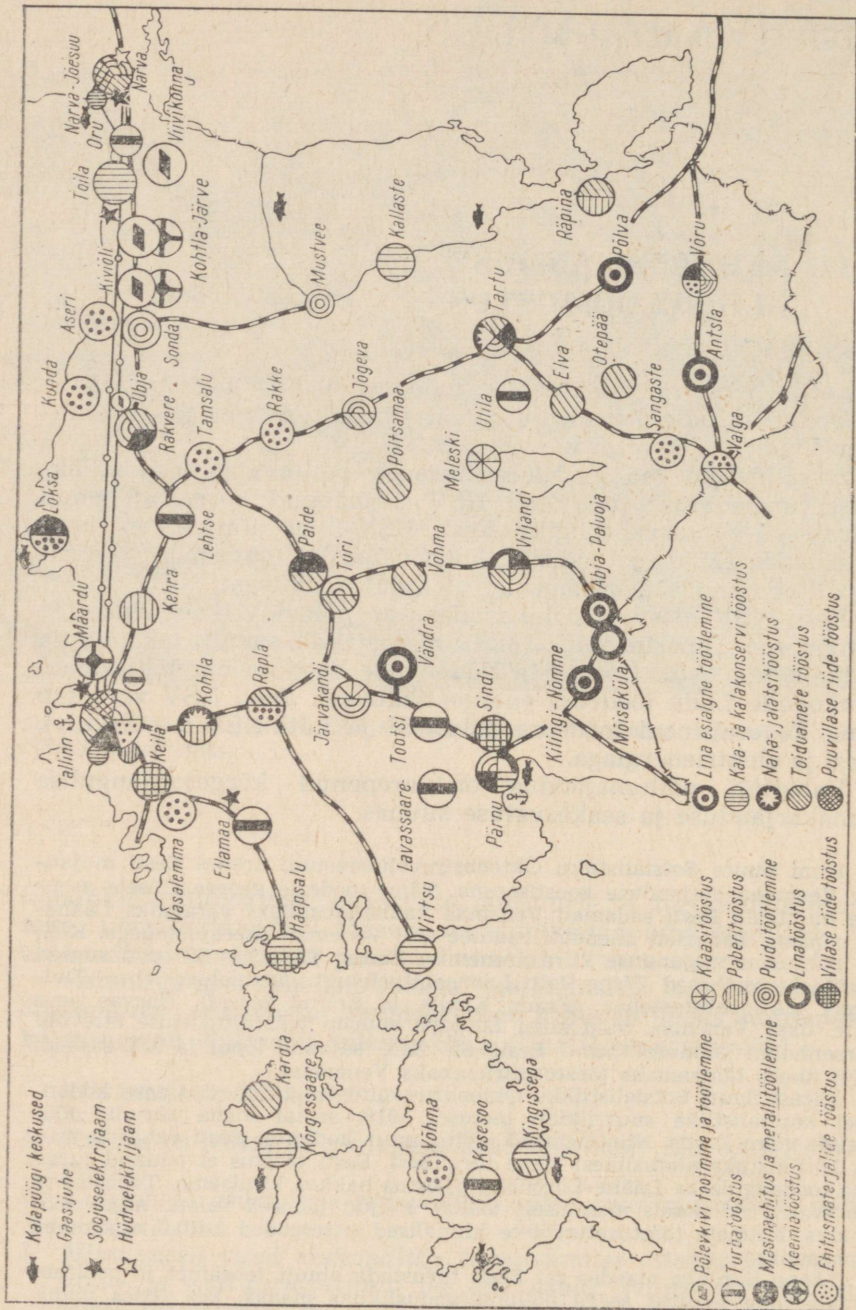 Kalapüügi keskused
Gaasijuhe
Soojuselektrijaam
Hüdroelektrijaam
Narva-Jõesuu
Narva
Oru
Toila
Viivikonna
Kohtla-Järve
Kiviõli
Aseri
Sonda
Kunda
Ubja
Rakvere
Loksa
Tamsalu
Rakke
Lehtse
Kehra
Maardu
Tallinn
Keila
Kohila
Rapla
Vasalemma
Ellamaa
Haapsalu
Virtsu
Mustvee
Kallaste
Jõgeva
Põltsamaa
Paide
Türi
Võhma
Järvakandi
Vändra
Tootsi
Lavassaare
Sindi
Pärnu
Kilingi-Nõmme
Mõisaküla
Abja-Paluoja
Viljandi
Meleski
Ulila
Tartu
Elva
Otepää
Sangaste
Valga
Antsla
Võru
Põlva
Räpina
Kärdla
Kõrgessaare
Võhma
Kasesoo
Kingissepa
Põlevkivi tootmine ja töötlemine
Turbatööstus
Masinaehitus ja metallitöötlemine
Keemiatööstus
Ehitusmaterjalide tööstus
Klaasitööstus
Paberitööstus
Puidutöötlemine
Linatööstus
Villase riide tööstus
Lina esialgne töötlemine
Kala- ja kalakonservi tööstus
Naha-, jalatsitööstus
Toiduainete tööstus
Puuvillase riide tööstus